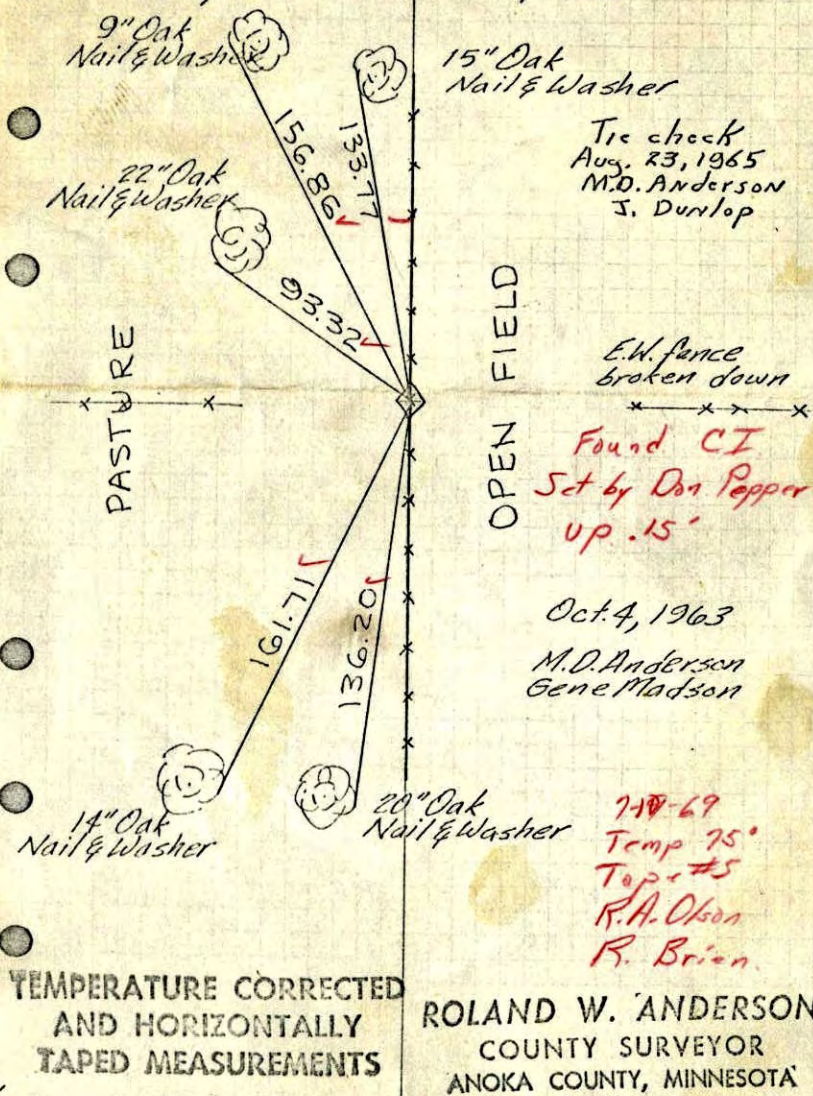 9" Oak
Nail & Washer
15" Oak
Nail & Washer
Tie check
Aug. 23, 1965
M.D. Anderson
J. Dunlop
156.86
133.77
22" Oak
Nail & Washer
93.32
PASTURE
OPEN FIELD
E.W. fence
broken down
Found CI
Set by Don Pepper
up .15'
161.71
136.20
Oct. 4, 1963
M.D. Anderson
Gene Madson
14" Oak
Nail & Washer
20" Oak
Nail & Washer
Temp 75°
Tape #5
R.A. Olson
R. Brien
TEMPERATURE CORRECTED
AND HORIZONTALLY
TAPED MEASUREMENTS
ROLAND W. ANDERSON
COUNTY SURVEYOR
ANOKA COUNTY, MINNESOTA